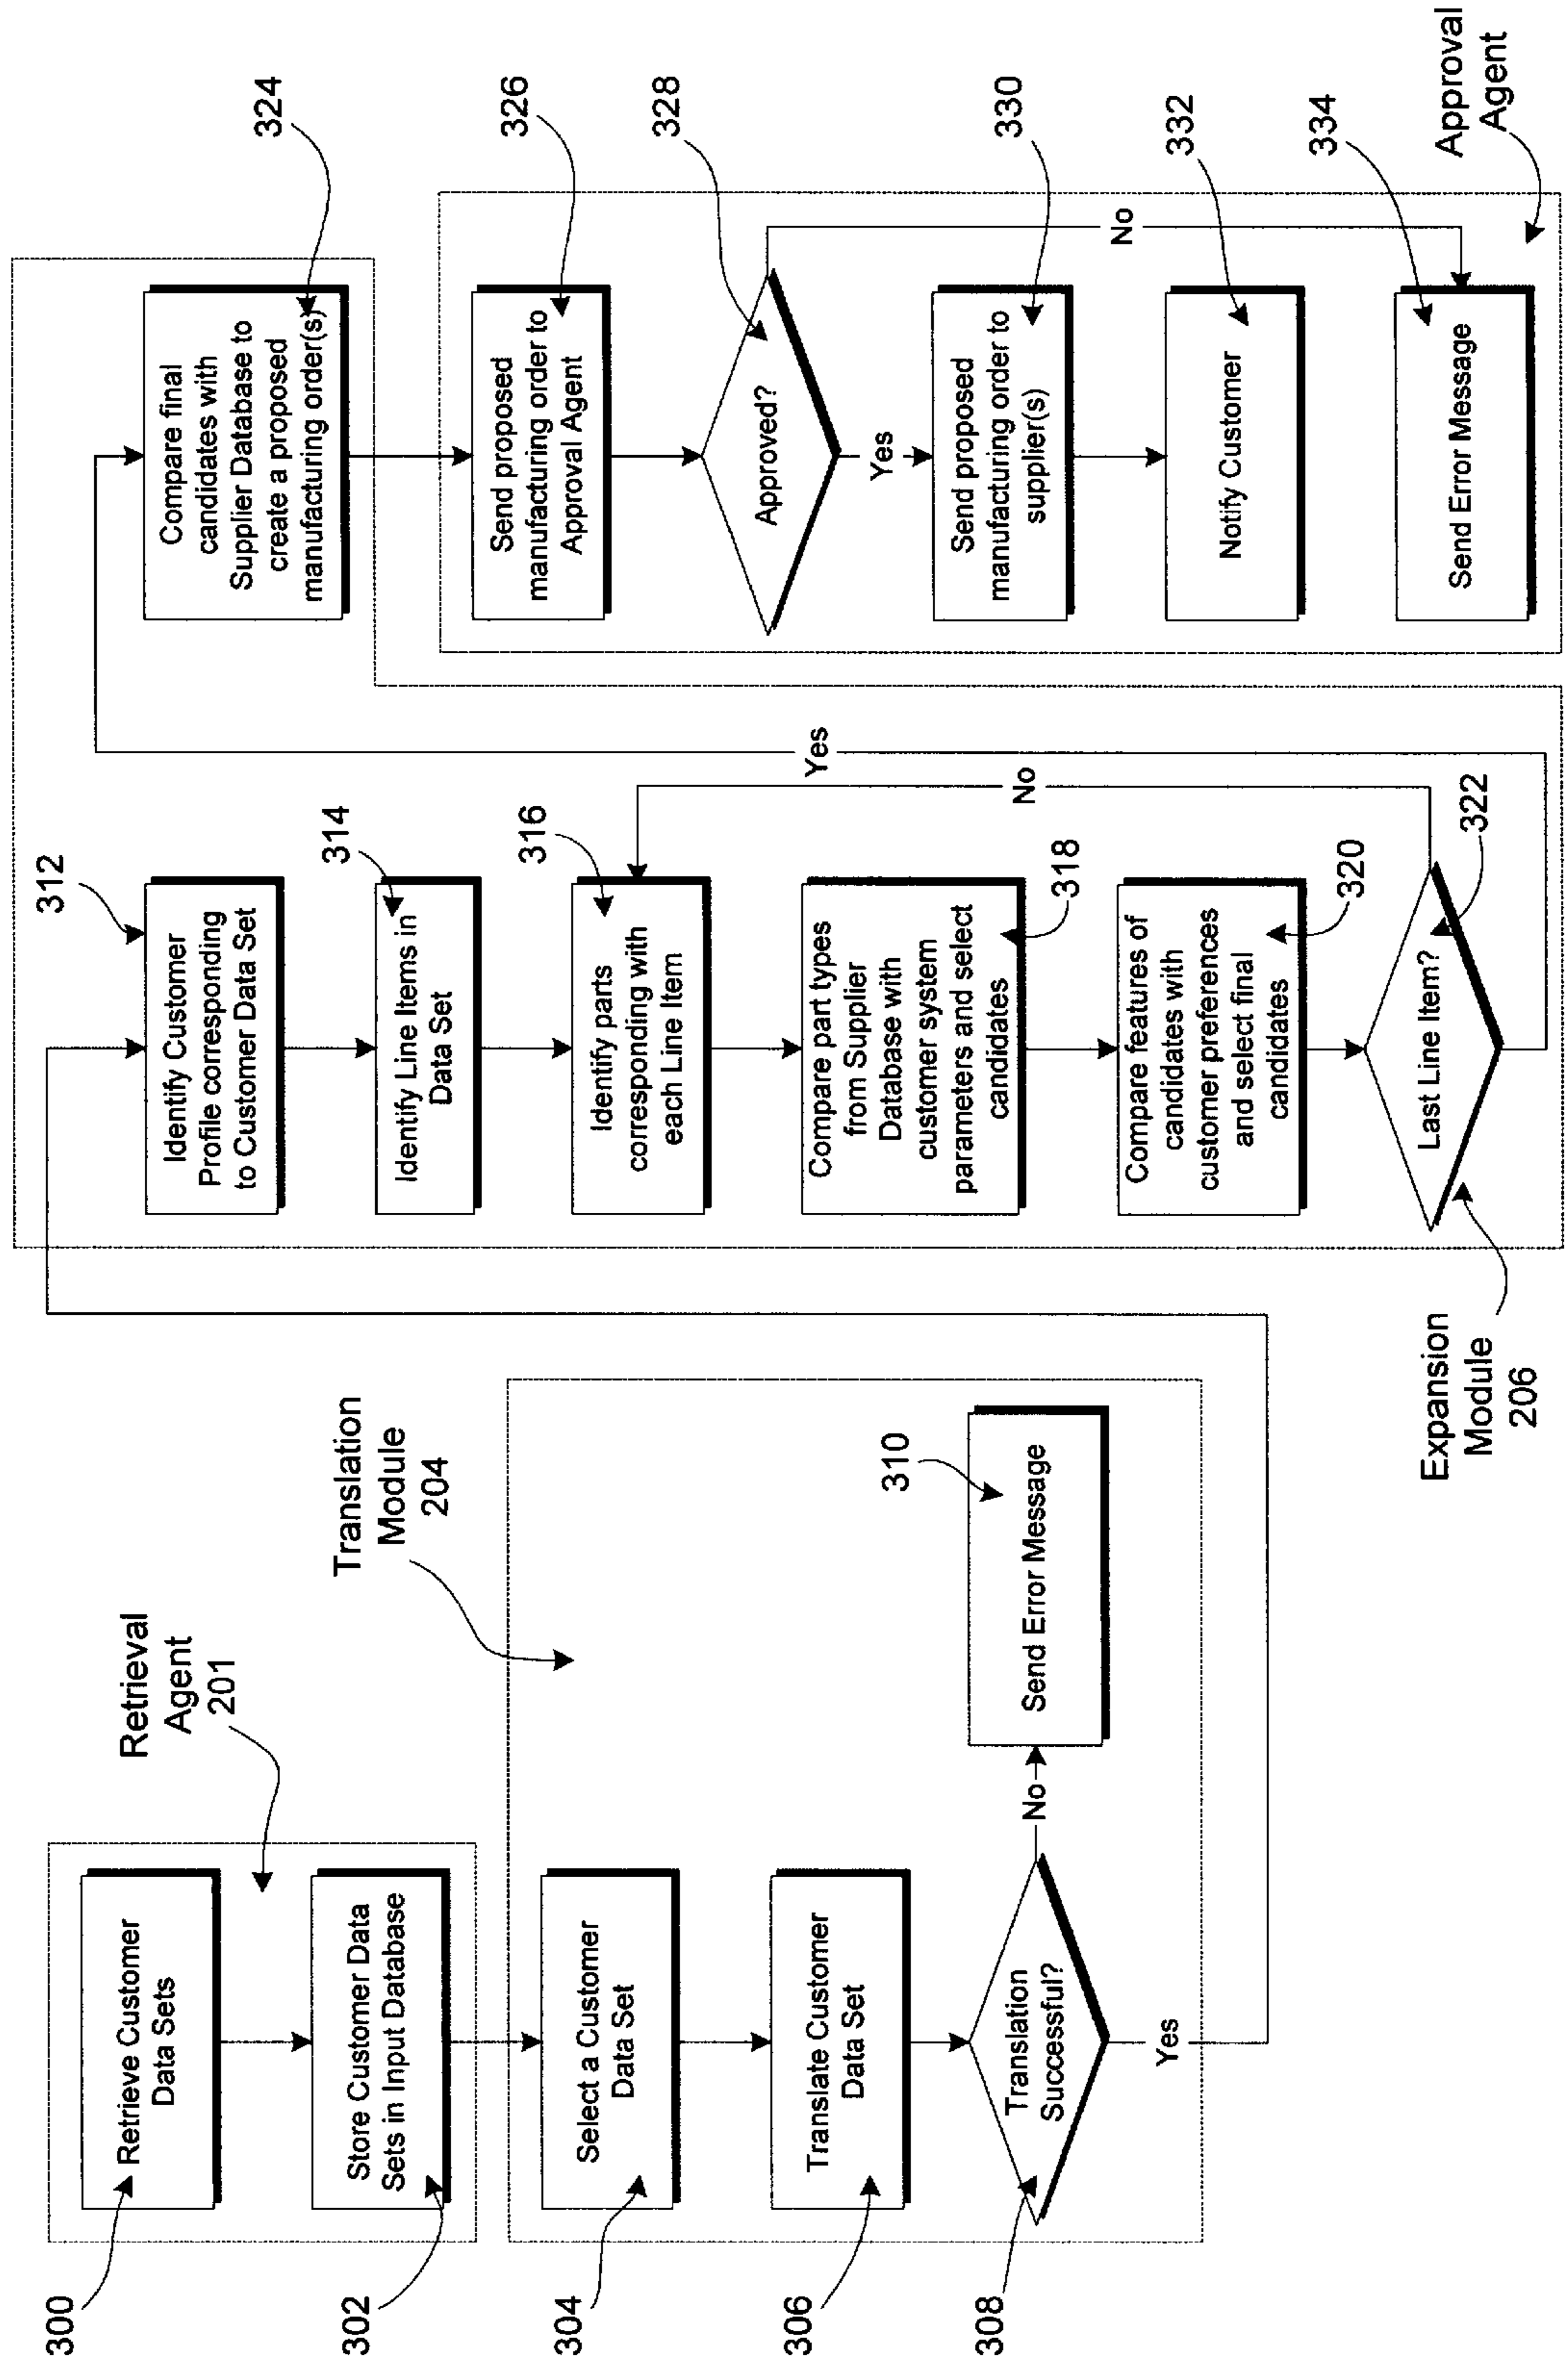 Retrieval
Agent
201
300
Retrieve Customer
Data Sets
302
Store Customer Data
Sets in Input Database
Translation
Module
204
304
Select a Customer
Data Set
306
Translate Customer
Data Set
308
Translation
Successful?
No
310
Send Error Message
Yes
312
Identify Customer
Profile corresponding
to Customer Data Set
314
Identify Line Items in
Data Set
316
Identify parts
corresponding with
each Line Item
Compare part types
from Supplier
Database with
customer system
parameters and select
candidates
318
Compare features of
candidates with
customer preferences
and select final
candidates
320
Last Line Item?
322
No
Yes
Expansion
Module
206
324
Compare final
candidates with
Supplier Database to
create a proposed
manufacturing order(s)
326
Send proposed
manufacturing order to
Approval Agent
328
Approved?
No
Yes
330
Send proposed
manufacturing order to
supplier(s)
332
Notify Customer
334
Send Error Message
Approval
Agent